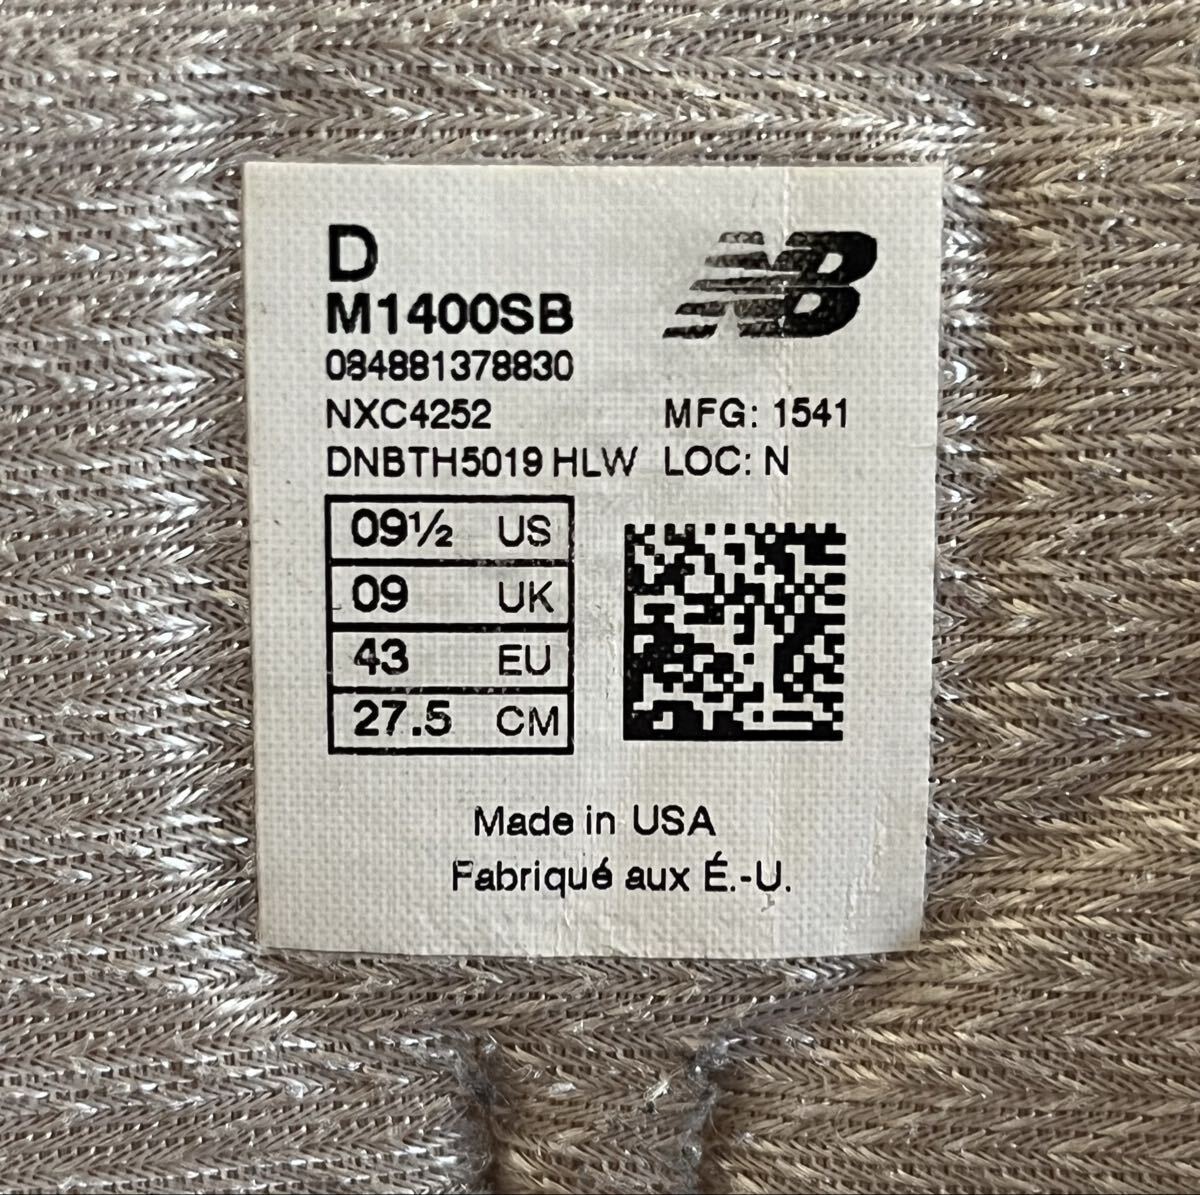 D
NB
M1400SB
084881378830
NXC4252 MFG: 1541
DNBTH5019 HLW LOC: N
09½ US
09 UK
43 EU
27.5 CM
Made in USA
Fabriqué aux É.-U.